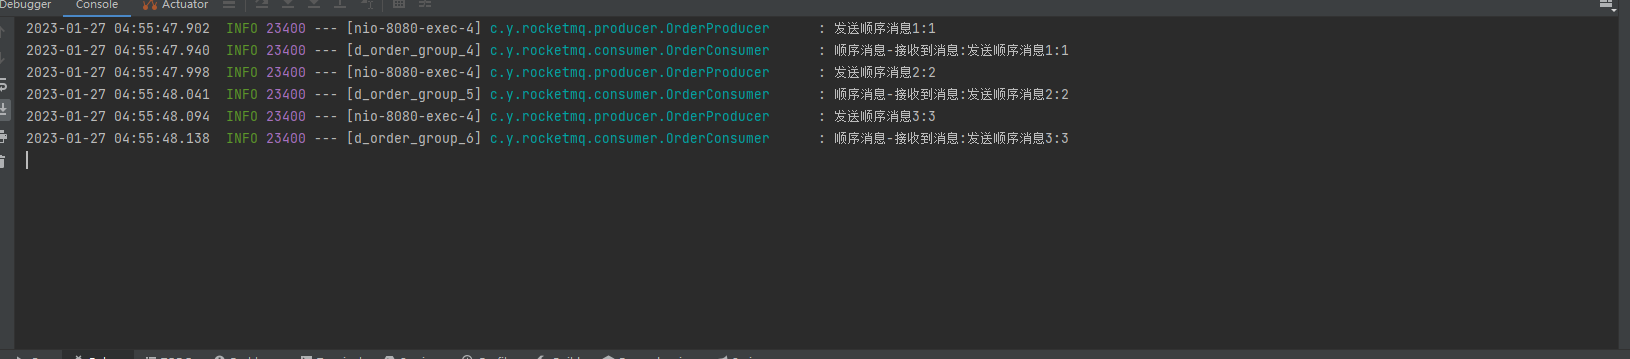 Debugger Console Actuator
2023-01-27 04:55:47.902 INFO 23400 --- [nio-8080-exec-4] c.y.rocketmq.producer.OrderProducer : 发送顺序消息1:1
2023-01-27 04:55:47.940 INFO 23400 --- [d_order_group_4] c.y.rocketmq.consumer.OrderConsumer : 顺序消息-接收到消息:发送顺序消息1:1
2023-01-27 04:55:47.998 INFO 23400 --- [nio-8080-exec-4] c.y.rocketmq.producer.OrderProducer : 发送顺序消息2:2
2023-01-27 04:55:48.041 INFO 23400 --- [d_order_group_5] c.y.rocketmq.consumer.OrderConsumer : 顺序消息-接收到消息:发送顺序消息2:2
2023-01-27 04:55:48.094 INFO 23400 --- [nio-8080-exec-4] c.y.rocketmq.producer.OrderProducer : 发送顺序消息3:3
2023-01-27 04:55:48.138 INFO 23400 --- [d_order_group_6] c.y.rocketmq.consumer.OrderConsumer : 顺序消息-接收到消息:发送顺序消息3:3